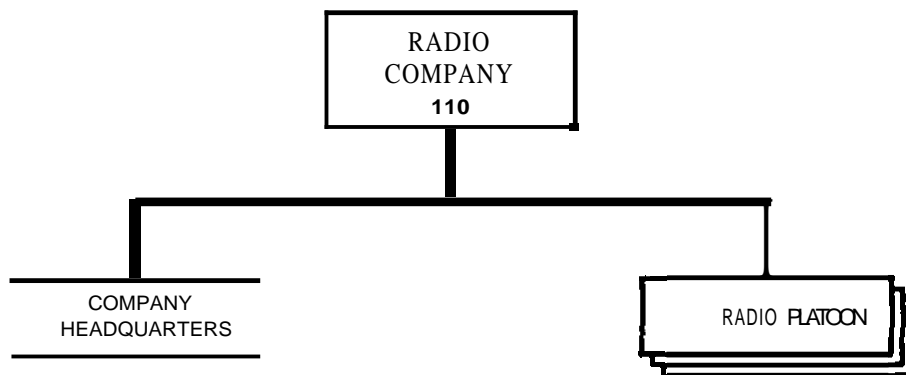 RADIO
COMPANY
110
COMPANY
HEADQUARTERS
RADIO PLATOON